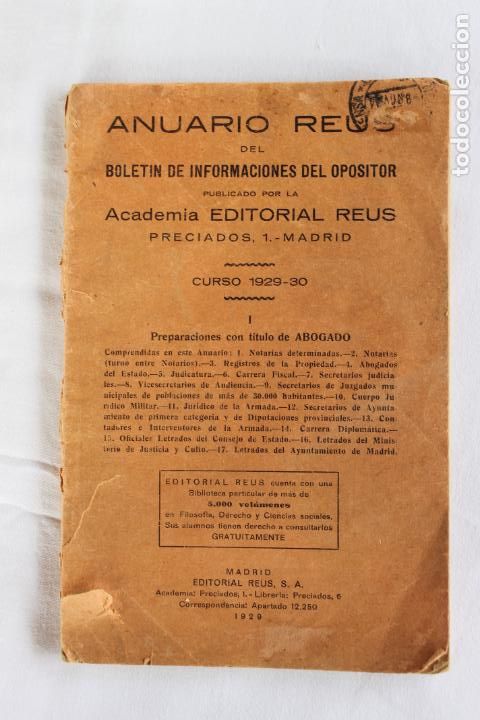 ANUARIO REUS
DEL
BOLETIN DE INFORMACIONES DEL OPOSITOR
PUBLICADO POR LA
Academia EDITORIAL REUS
PRECIADOS, 1.-MADRID
CURSO 1929-30
I
Preparaciones con título de ABOGADO
Comprendidas en este Anuario: 1. Notarías determinadas.—2. Notarías
(turno entre Notarios).—3. Registros de la Propiedad.—4. Abogados
del Estado.—5. Judicatura.—6. Carrera Fiscal.—7. Secretarios judicia-
les.—8. Vicesecretarios de Audiencia.—9. Secretarios de Juzgados mu-
nicipales de poblaciones de más de 30.000 habitantes.—10. Cuerpo Ju-
rídico Militar.—11. Jurídico de la Armada.—12. Secretarios de Ayunta-
miento de primera categoría y de Diputaciones provinciales.—13. Con-
tadores e Interventores de la Armada.—14. Carrera Diplomática.—
15. Oficiales Letrados del Consejo de Estado.—16. Letrados del Minis-
terio de Justicia y Culto.—17. Letrados del Ayuntamiento de Madrid.
EDITORIAL REUS cuenta con una
Biblioteca particular de más de
5.000 volúmenes
en Filosofía, Derecho y Ciencias sociales.
Sus alumnos tienen derecho a consultarlos
GRATUITAMENTE
MADRID
EDITORIAL REUS, S. A.
Academia: Preciados, 1.-Librería: Preciados, 6
Correspondencia: Apartado 12.250
1929
todocoleccion